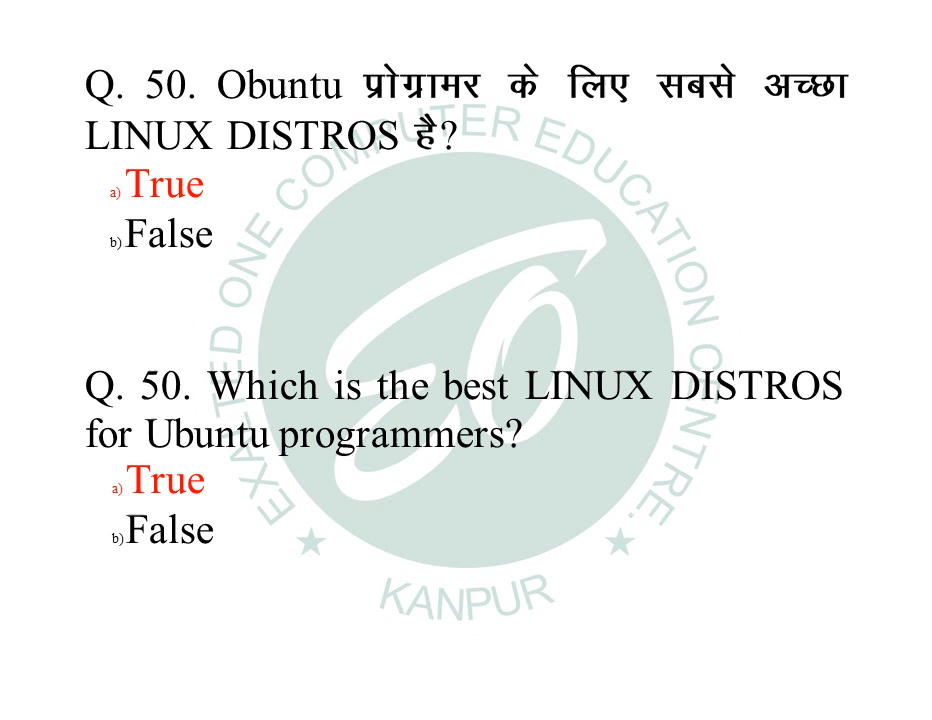 Q. 50. Obuntu प्रोग्रामर के लिए सबसे अच्छा
LINUX DISTROS है?
a) True
b) False
Q. 50. Which is the best LINUX DISTROS
for Ubuntu programmers?
a) True
b) False
EXALTED ONE COMPUTER EDUCATION CENTRE.
KANPUR